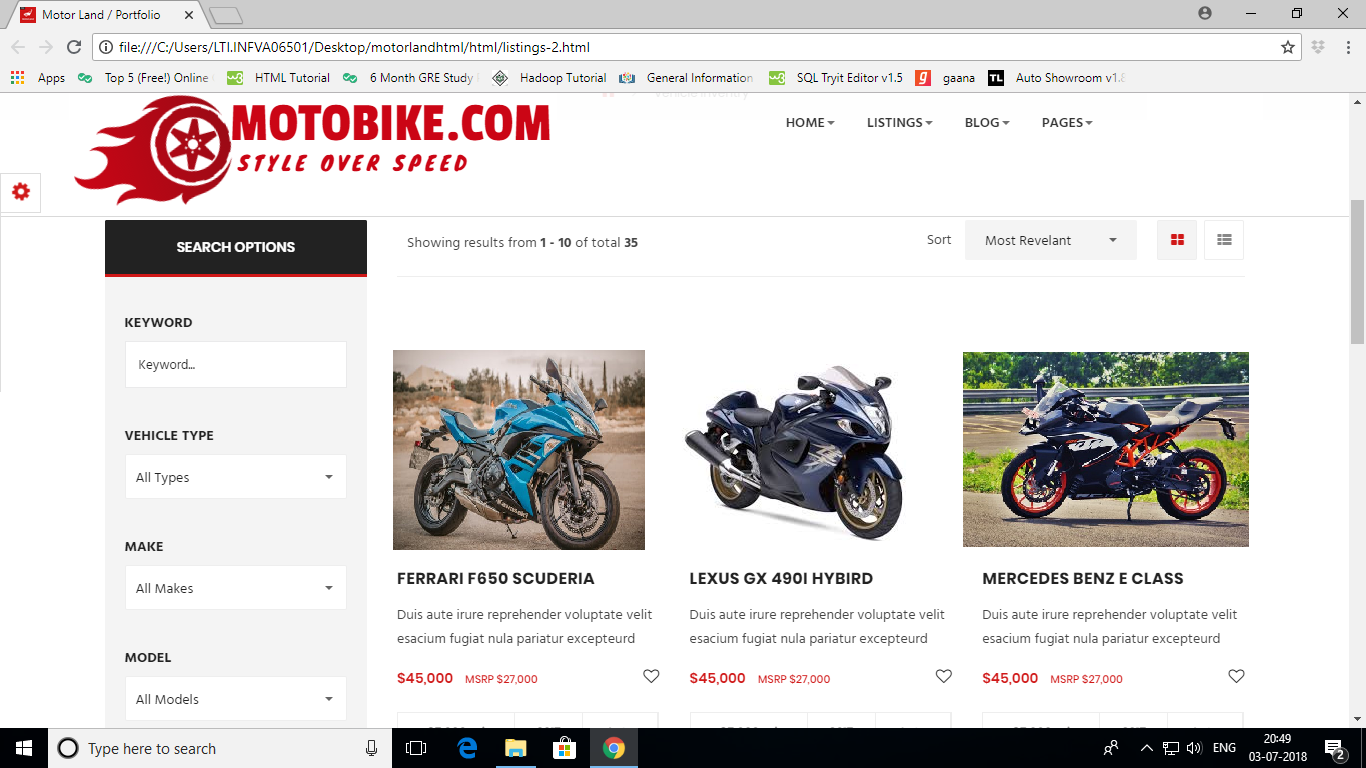 Motor Land / Portfolio
file:///C:/Users/LTI.INFVA06501/Desktop/motorlandhtml/html/listings-2.html
Apps Top 5 (Free!) Online HTML Tutorial 6 Month GRE Study Hadoop Tutorial General Information SQL Tryit Editor v1.5 gaana TL Auto Showroom v1.8
MOTOBIKE.COM
STYLE OVER SPEED
HOME LISTINGS BLOG PAGES
SEARCH OPTIONS
Showing results from 1 - 10 of total 35
Sort Most Revelant
KEYWORD
Keyword...
VEHICLE TYPE
All Types
MAKE
All Makes
MODEL
All Models
FERRARI F650 SCUDERIA
Duis aute irure reprehender voluptate velit
esacium fugiat nula pariatur excepteurd
$45,000 MSRP $27,000
LEXUS GX 490I HYBIRD
Duis aute irure reprehender voluptate velit
esacium fugiat nula pariatur excepteurd
$45,000 MSRP $27,000
MERCEDES BENZ E CLASS
Duis aute irure reprehender voluptate velit
esacium fugiat nula pariatur excepteurd
$45,000 MSRP $27,000
Type here to search
ENG
20:49
03-07-2018
2